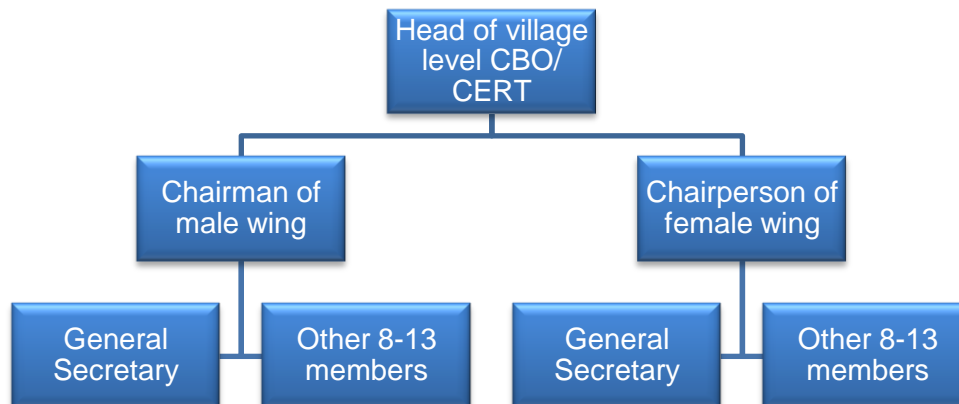 Head of village
level CBO/
CERT
Chairman of
male wing
Chairperson of
female wing
General
Secretary
Other 8-13
members
General
Secretary
Other 8-13
members